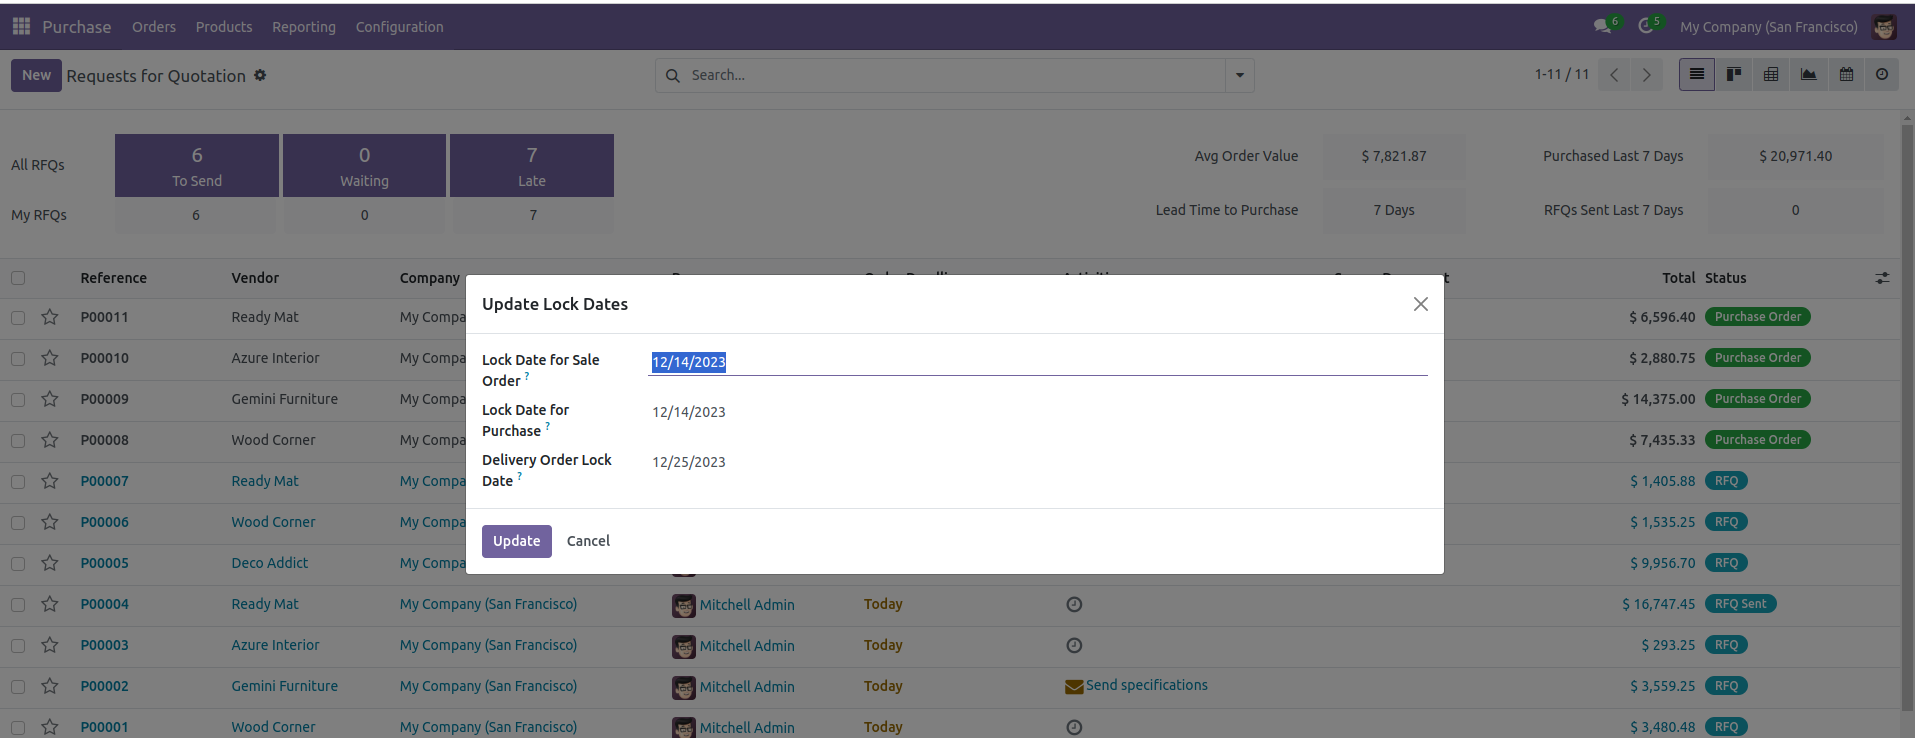 Purchase Orders Products Reporting Configuration 6 5 My Company (San Francisco)
New Requests for Quotation Search... 1-11 / 11
All RFQs 6 To Send 0 Waiting 7 Late
My RFQs 6 0 7
Avg Order Value $ 7,821.87 Purchased Last 7 Days $ 20,971.40
Lead Time to Purchase 7 Days RFQs Sent Last 7 Days 0
Reference Vendor Company Total Status
P00011 Ready Mat My Compa $ 6,596.40 Purchase Order
P00010 Azure Interior My Compa $ 2,880.75 Purchase Order
P00009 Gemini Furniture My Compa $ 14,375.00 Purchase Order
P00008 Wood Corner My Compa $ 7,435.33 Purchase Order
P00007 Ready Mat My Compa $ 1,405.88 RFQ
P00006 Wood Corner My Compa $ 1,535.25 RFQ
P00005 Deco Addict My Compa $ 9,956.70 RFQ
P00004 Ready Mat My Company (San Francisco) Mitchell Admin Today $ 16,747.45 RFQ Sent
P00003 Azure Interior My Company (San Francisco) Mitchell Admin Today $ 293.25 RFQ
P00002 Gemini Furniture My Company (San Francisco) Mitchell Admin Today Send specifications $ 3,559.25 RFQ
P00001 Wood Corner My Company (San Francisco) Mitchell Admin Today $ 3,480.48 RFQ
Update Lock Dates
Lock Date for Sale
Order ? 12/14/2023
Lock Date for
Purchase ? 12/14/2023
Delivery Order Lock
Date ? 12/25/2023
Update Cancel